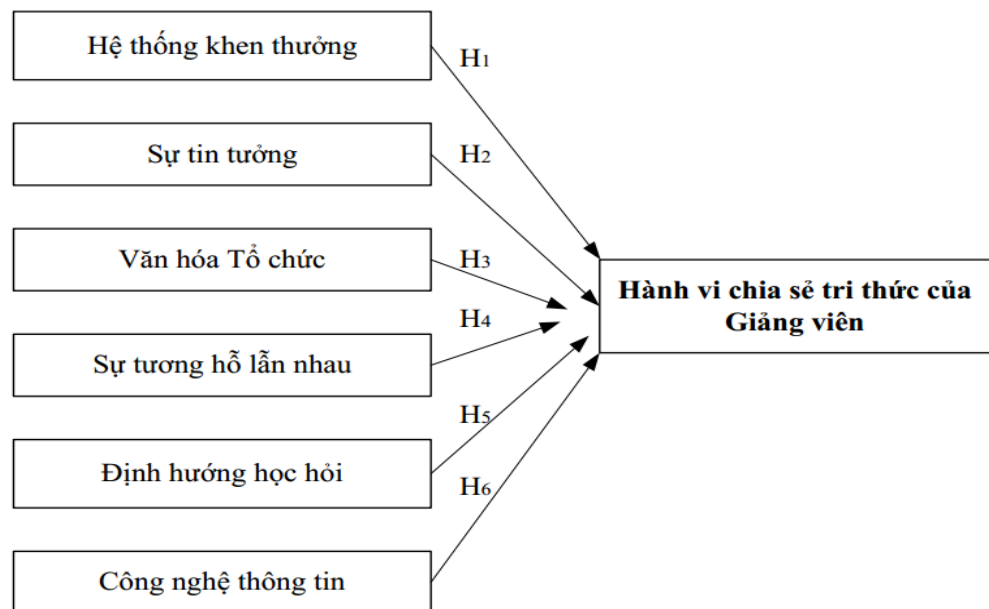 Hệ thống khen thưởng
H1
Sự tin tưởng
H2
Văn hóa Tổ chức
H3
Sự tương hỗ lẫn nhau
H4
Định hướng học hỏi
H5
Công nghệ thông tin
H6
Hành vi chia sẻ tri thức của
Giảng viên